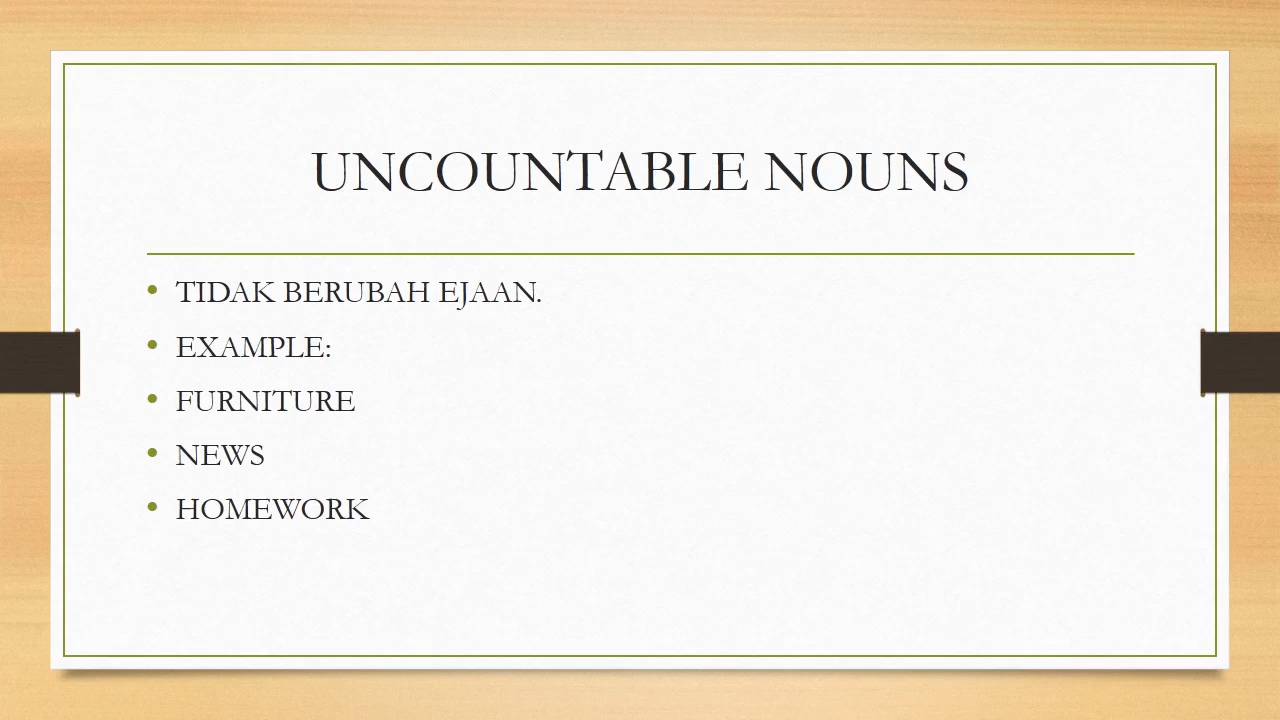 UNCOUNTABLE NOUNS
• TIDAK BERUBAH EJAAN.
• EXAMPLE:
• FURNITURE
• NEWS
• HOMEWORK